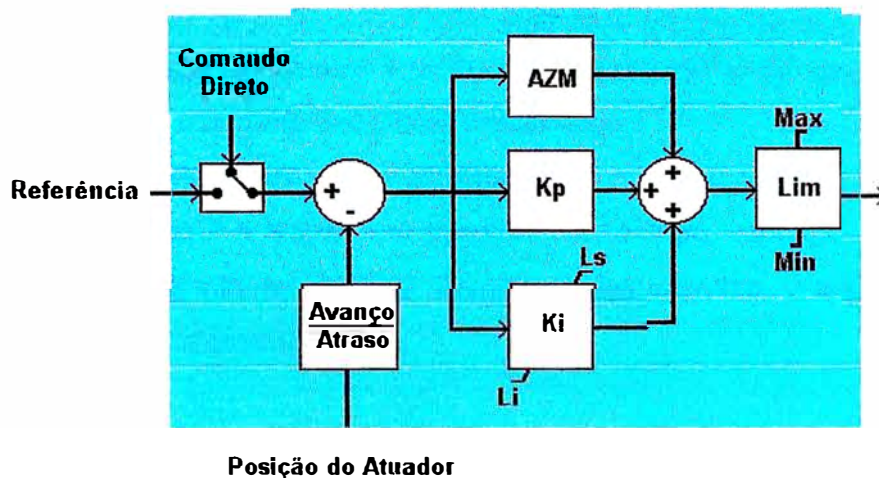 Comando
Direto
AZM
Max
Referência
+
-
Kp
+
+
+
Lim
Min
Ls
Avanço
Atraso
Ki
Li
Posição do Atuador